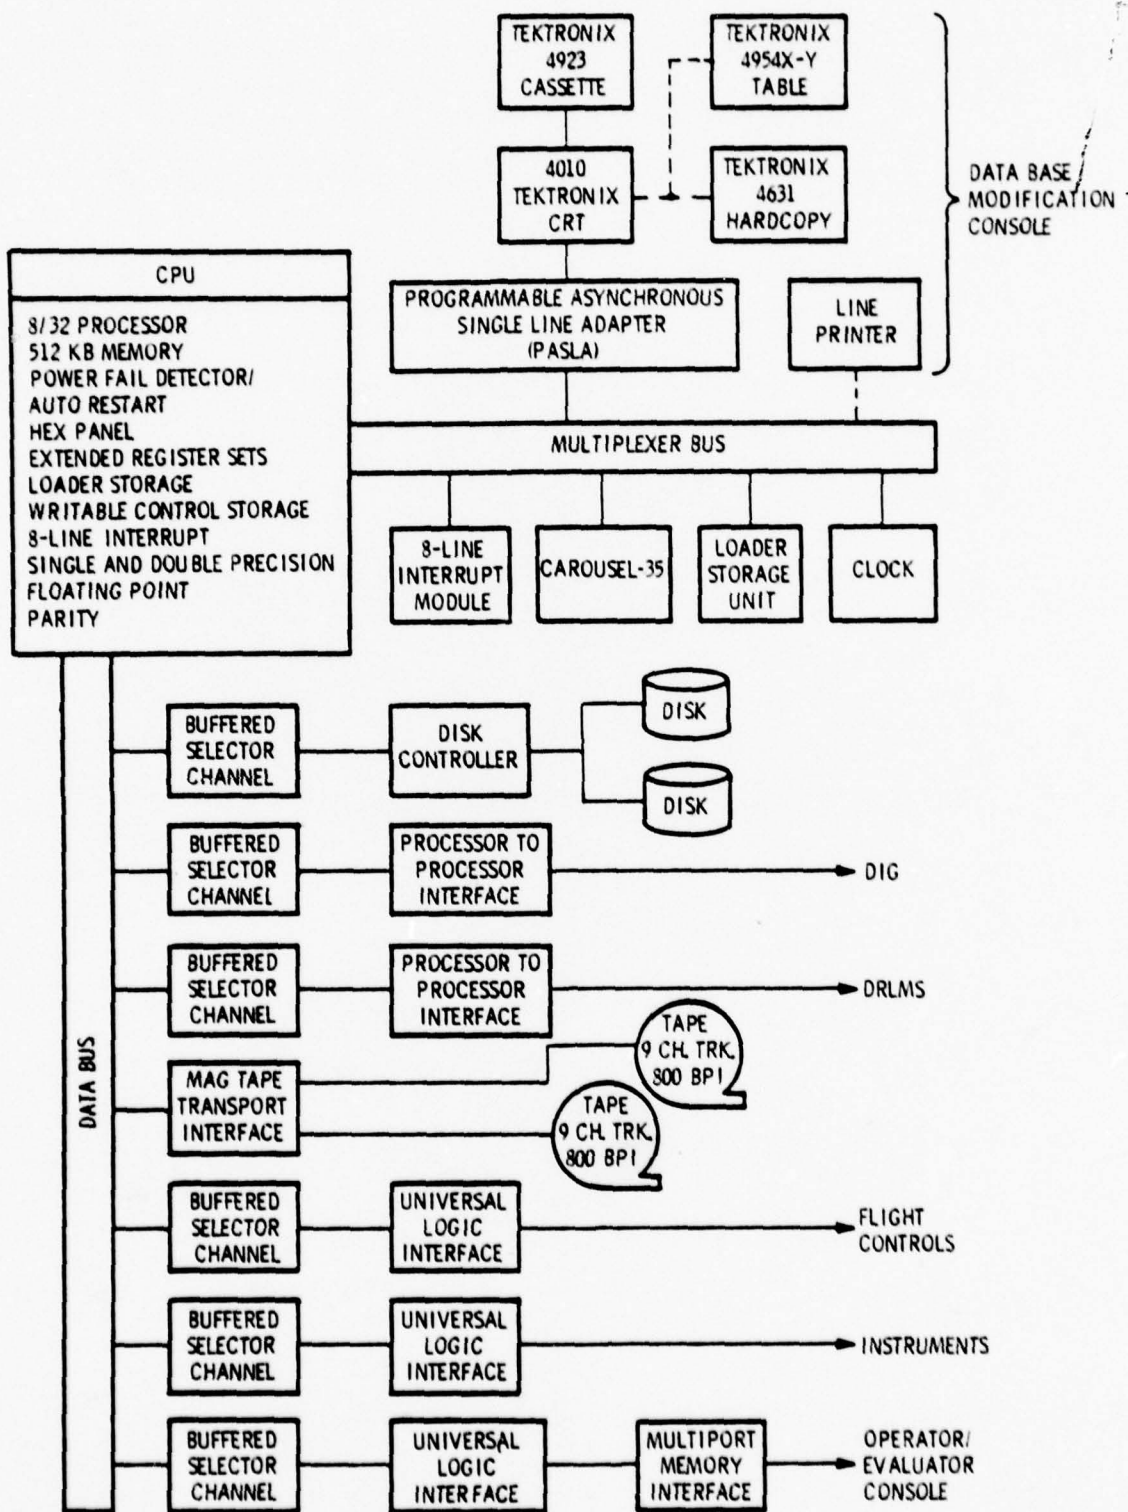 TEKTRONIX
4923
CASSETTE
TEKTRONIX
4954X-Y
TABLE
4010
TEKTRONIX
CRT
TEKTRONIX
4631
HARDCOPY
DATA BASE
MODIFICATION
CONSOLE
PROGRAMMABLE ASYNCHRONOUS
SINGLE LINE ADAPTER
(PASLA)
LINE
PRINTER
CPU
8/32 PROCESSOR
512 KB MEMORY
POWER FAIL DETECTOR/
AUTO RESTART
HEX PANEL
EXTENDED REGISTER SETS
LOADER STORAGE
WRITABLE CONTROL STORAGE
8-LINE INTERRUPT
SINGLE AND DOUBLE PRECISION
FLOATING POINT
PARITY
MULTIPLEXER BUS
8-LINE
INTERRUPT
MODULE
CAROUSEL-35
LOADER
STORAGE
UNIT
CLOCK
DATA BUS
BUFFERED
SELECTOR
CHANNEL
DISK
CONTROLLER
DISK
DISK
BUFFERED
SELECTOR
CHANNEL
PROCESSOR TO
PROCESSOR
INTERFACE
DIG
BUFFERED
SELECTOR
CHANNEL
PROCESSOR TO
PROCESSOR
INTERFACE
DRLMS
MAG TAPE
TRANSPORT
INTERFACE
TAPE
9 CH. TRK.
800 BPI
TAPE
9 CH. TRK.
800 BPI
BUFFERED
SELECTOR
CHANNEL
UNIVERSAL
LOGIC
INTERFACE
FLIGHT
CONTROLS
BUFFERED
SELECTOR
CHANNEL
UNIVERSAL
LOGIC
INTERFACE
INSTRUMENTS
BUFFERED
SELECTOR
CHANNEL
UNIVERSAL
LOGIC
INTERFACE
MULTIPORT
MEMORY
INTERFACE
OPERATOR/
EVALUATOR
CONSOLE